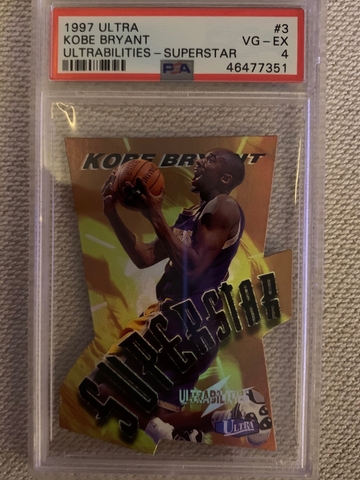 1997 ULTRA #3
KOBE BRYANT VG-EX
ULTRABILITIES-SUPERSTAR 4
PSA 46477351
KOBE BRYANT
SUPERSTAR
ULTRABILITIES
ULTRA